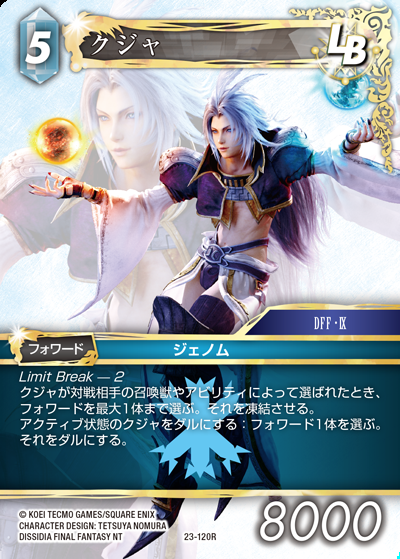 5
クジャ
LB
DFF・Ⅸ
フォワード
ジェノム
Limit Break — 2
クジャが対戦相手の召喚獣やアビリティによって選ばれたとき、
フォワードを最大1体まで選ぶ。それを凍結させる。
アクティブ状態のクジャをダルにする：フォワード1体を選ぶ。
それをダルにする。
© KOEI TECMO GAMES/SQUARE ENIX
CHARACTER DESIGN: TETSUYA NOMURA
DISSIDIA FINAL FANTASY NT
23-120R
8000